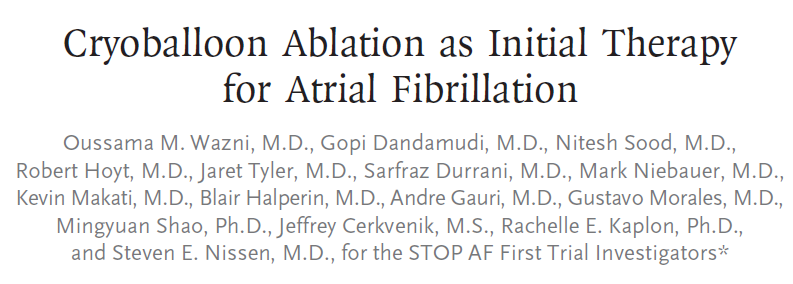 Cryoballoon Ablation as Initial Therapy
for Atrial Fibrillation
Oussama M. Wazni, M.D., Gopi Dandamudi, M.D., Nitesh Sood, M.D.,
Robert Hoyt, M.D., Jaret Tyler, M.D., Sarfraz Durrani, M.D., Mark Niebauer, M.D.,
Kevin Makati, M.D., Blair Halperin, M.D., Andre Gauri, M.D., Gustavo Morales, M.D.,
Mingyuan Shao, Ph.D., Jeffrey Cerkvenik, M.S., Rachelle E. Kaplon, Ph.D.,
and Steven E. Nissen, M.D., for the STOP AF First Trial Investigators*